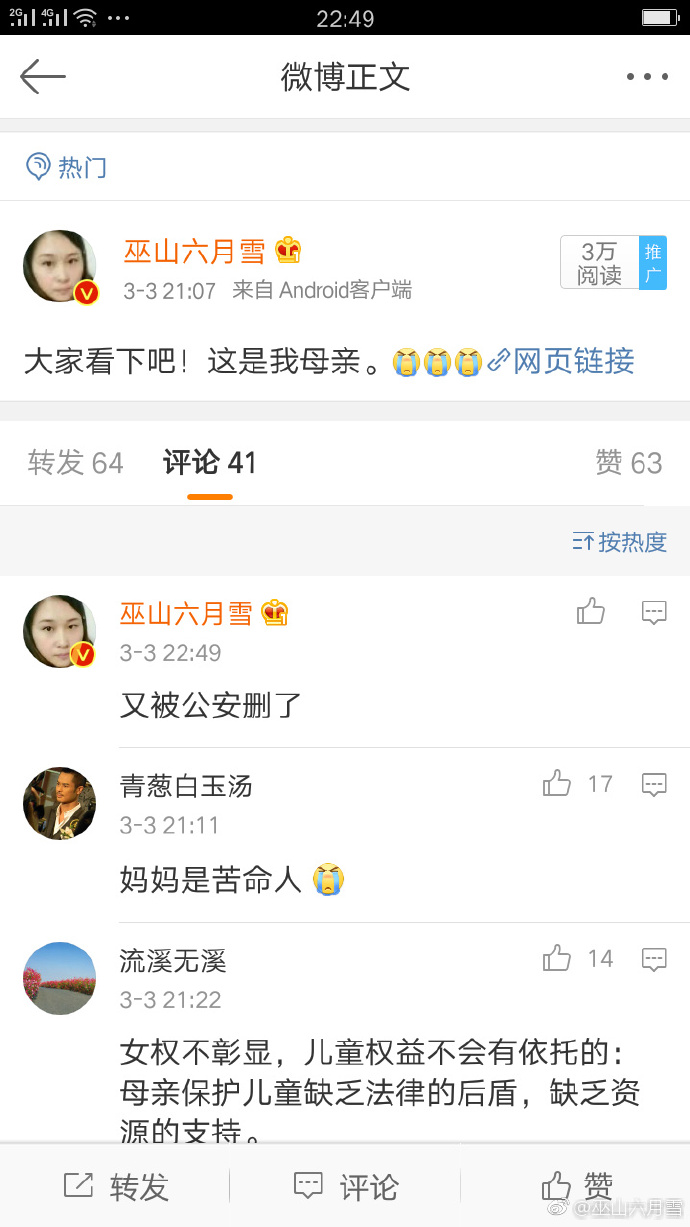 2G 4G 22:49
微博正文
热门
巫山六月雪
3万
阅读
推广
3-3 21:07 来自 Android客户端
大家看下吧！这是我母亲。网页链接
转发 64 评论 41 赞 63
按热度
巫山六月雪
3-3 22:49
又被公安删了
青葱白玉汤 17
3-3 21:11
妈妈是苦命人
流溪无溪 14
3-3 21:22
女权不彰显，儿童权益不会有依托的：
母亲保护儿童缺乏法律的后盾，缺乏资
源的支持。
转发 评论 赞
@巫山六月雪